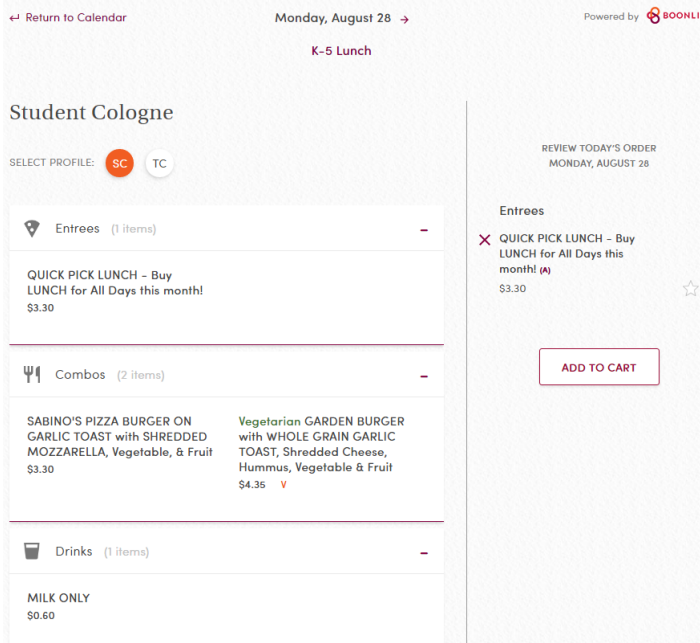 ↵ Return to Calendar
Monday, August 28 →
Powered by BOONLI
K-5 Lunch
Student Cologne
SELECT PROFILE: SC TC
Entrees (1 items) –
QUICK PICK LUNCH - Buy
LUNCH for All Days this month!
$3.30
Combos (2 items) –
SABINO'S PIZZA BURGER ON
GARLIC TOAST with SHREDDED
MOZZARELLA, Vegetable, & Fruit
$3.30
Vegetarian GARDEN BURGER
with WHOLE GRAIN GARLIC
TOAST, Shredded Cheese,
Hummus, Vegetable & Fruit
$4.35 V
Drinks (1 items) –
MILK ONLY
$0.60
REVIEW TODAY'S ORDER
MONDAY, AUGUST 28
Entrees
QUICK PICK LUNCH - Buy
LUNCH for All Days this
month! (A)
$3.30
ADD TO CART